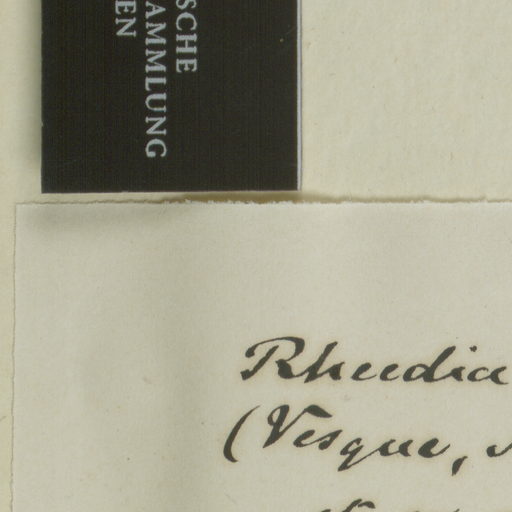 SCHE
AMMLUNG
EN
Rheedia
(Vesque,